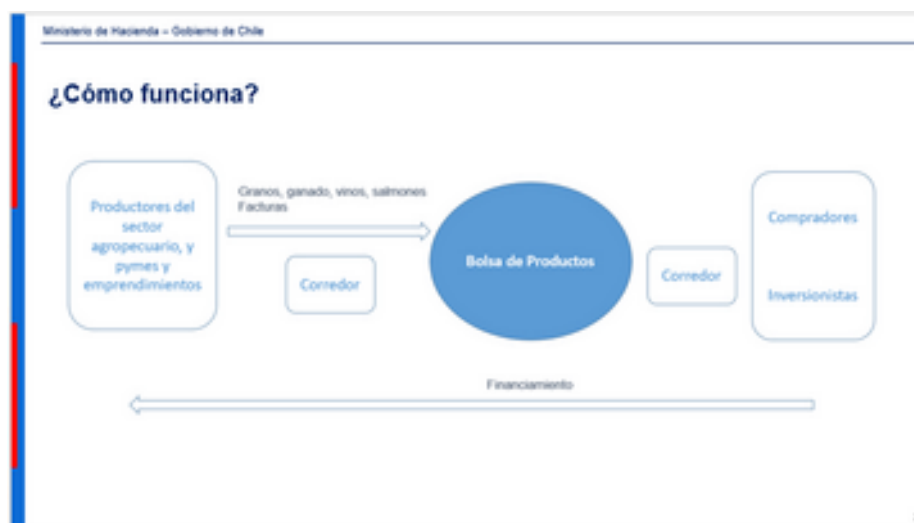 Ministerio de Hacienda – Gobierno de Chile
¿Cómo funciona?
Productores del
sector
agropecuario, y
pymes y
emprendimientos
Granos, ganado, vinos, salmones
Facturas
Corredor
Bolsa de Productos
Corredor
Compradores
Inversionistas
Financiamiento